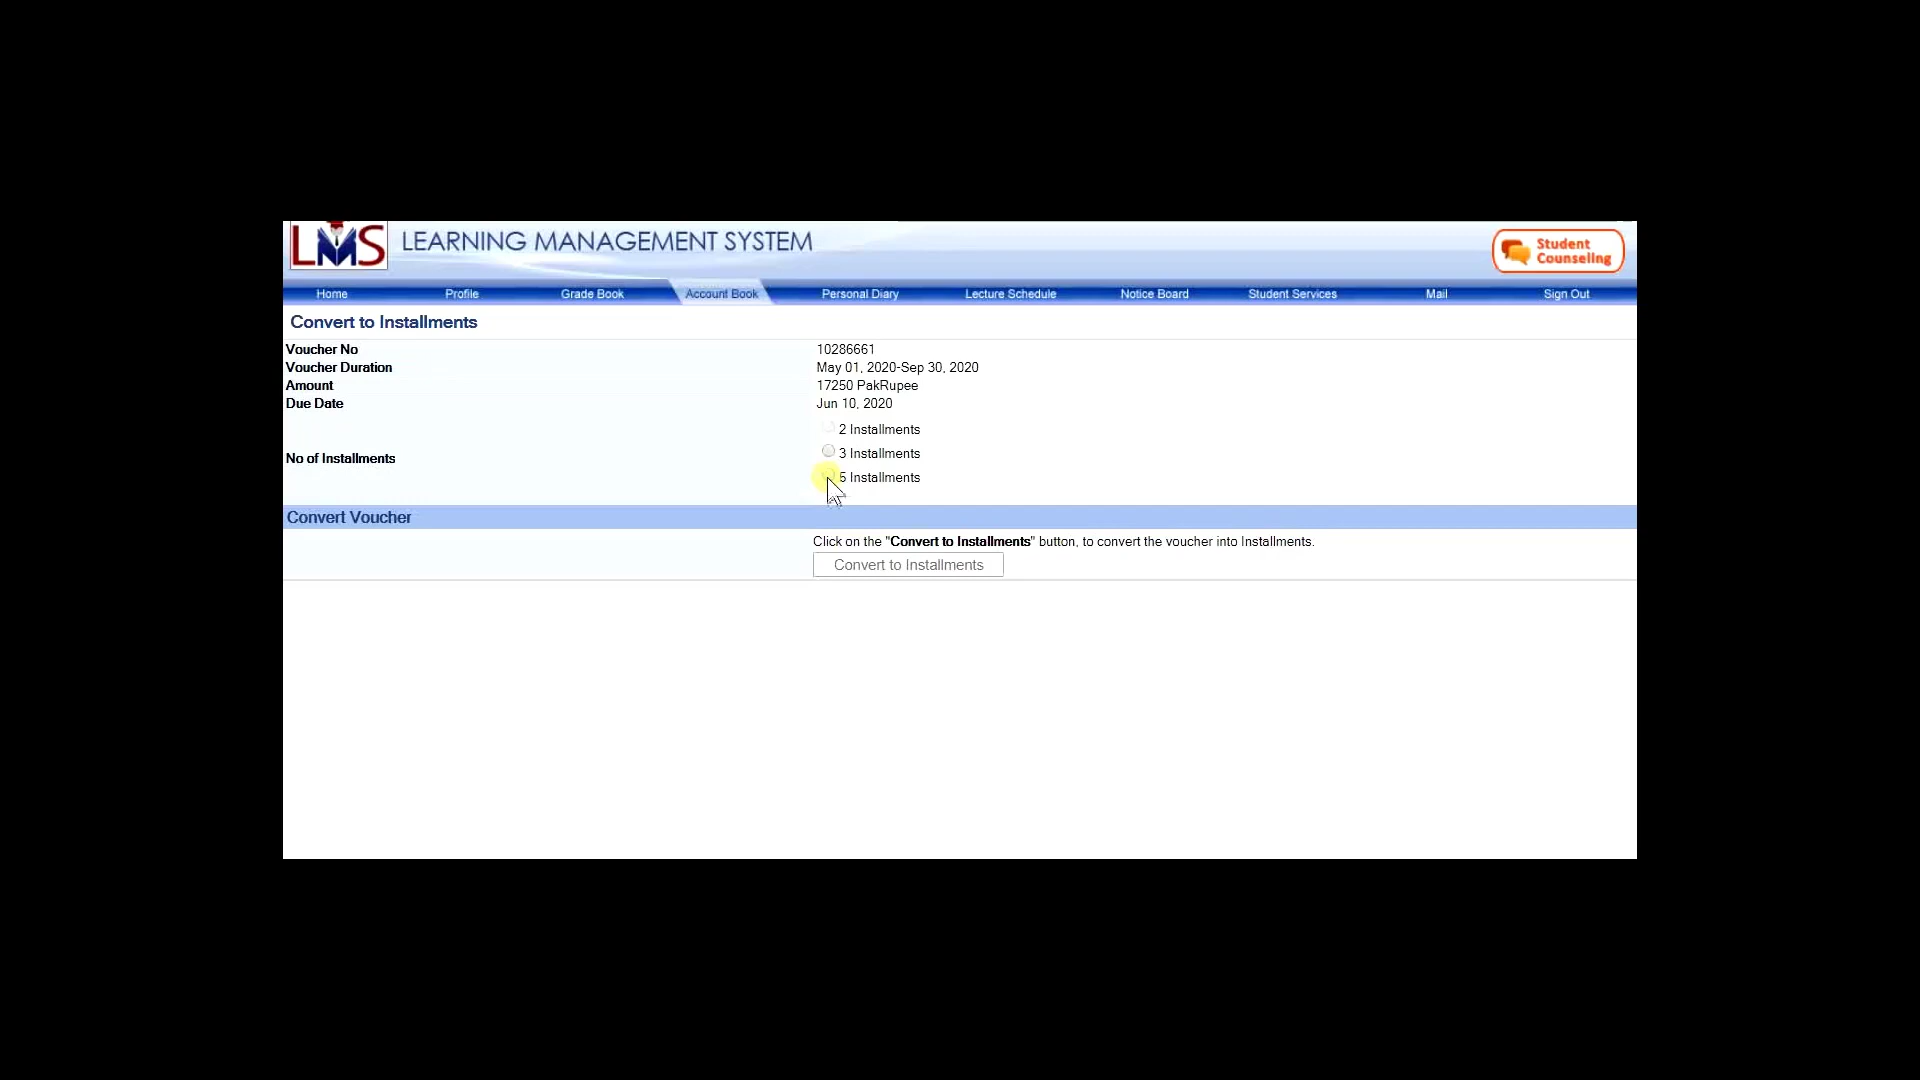 LMS LEARNING MANAGEMENT SYSTEM
Student
Counseling
Home Profile Grade Book Account Book Personal Diary Lecture Schedule Notice Board Student Services Mail Sign Out
Convert to Installments
Voucher No 10286661
Voucher Duration May 01, 2020-Sep 30, 2020
Amount 17250 PakRupee
Due Date Jun 10, 2020
2 Installments
No of Installments 3 Installments
5 Installments
Convert Voucher
Click on the "Convert to Installments" button, to convert the voucher into Installments.
Convert to Installments